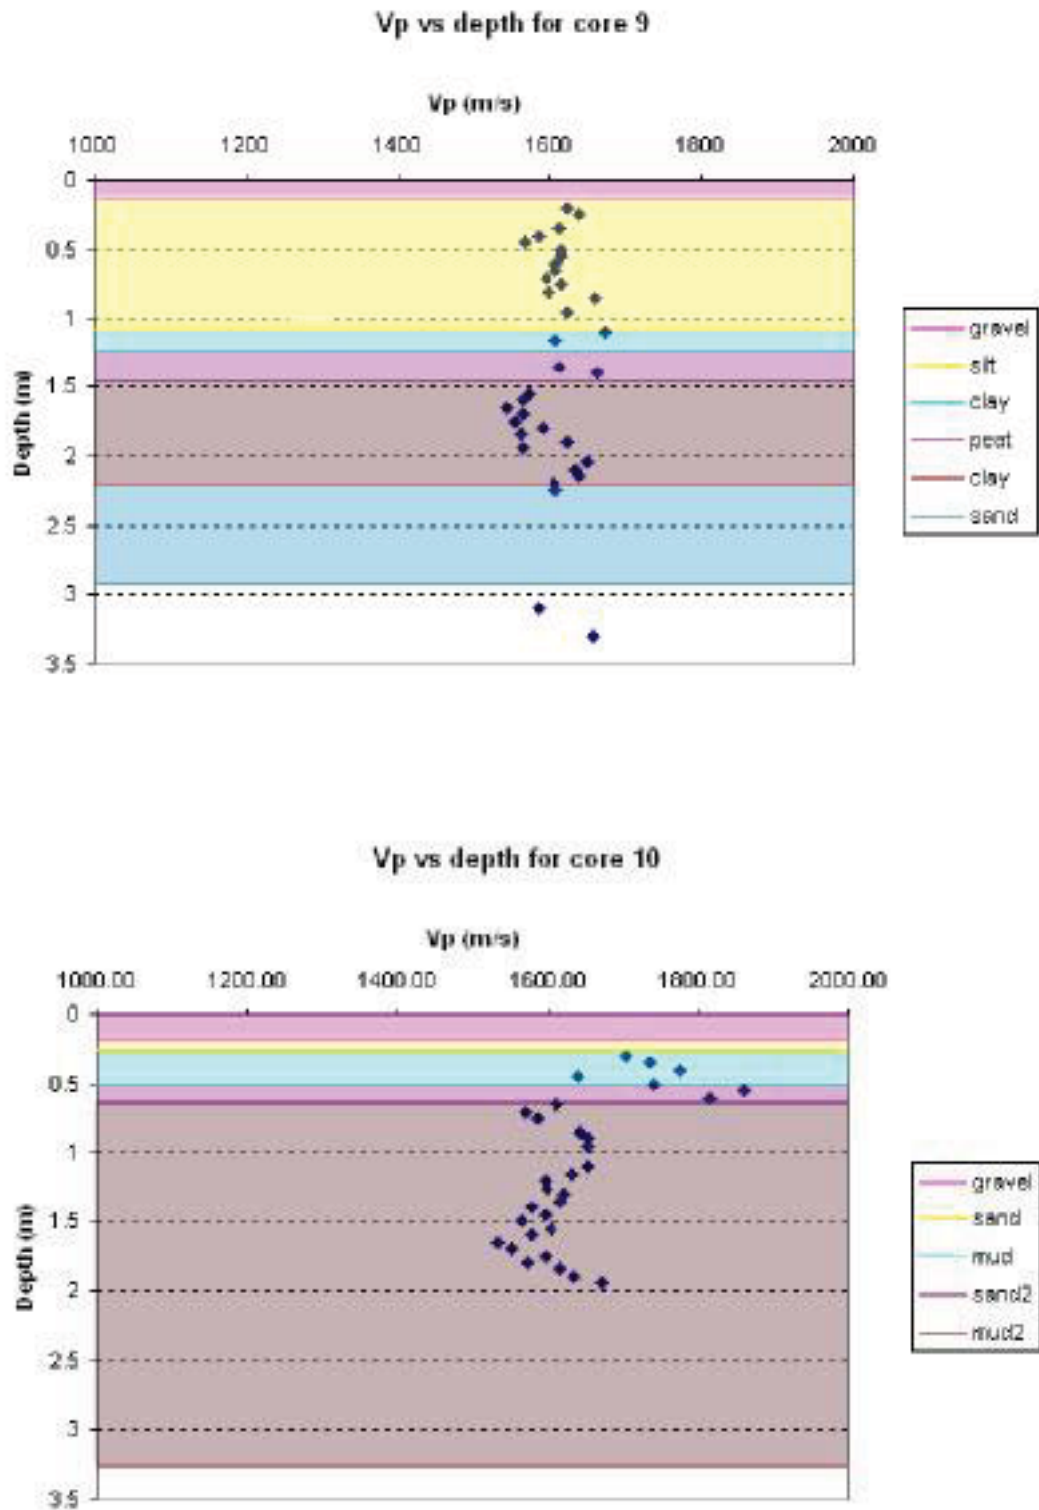 Vp vs depth for core 9
Vp (m/s)
1000 1200 1400 1600 1800 2000
0
0.5
1
1.5
2
2.5
3
3.5
Depth (m)
gravel
silt
clay
peat
clay
sand
Vp vs depth for core 10
Vp (m/s)
1000.00 1200.00 1400.00 1600.00 1800.00 2000.00
0
0.5
1
1.5
2
2.5
3
3.5
Depth (m)
gravel
sand
mud
sand2
mud2